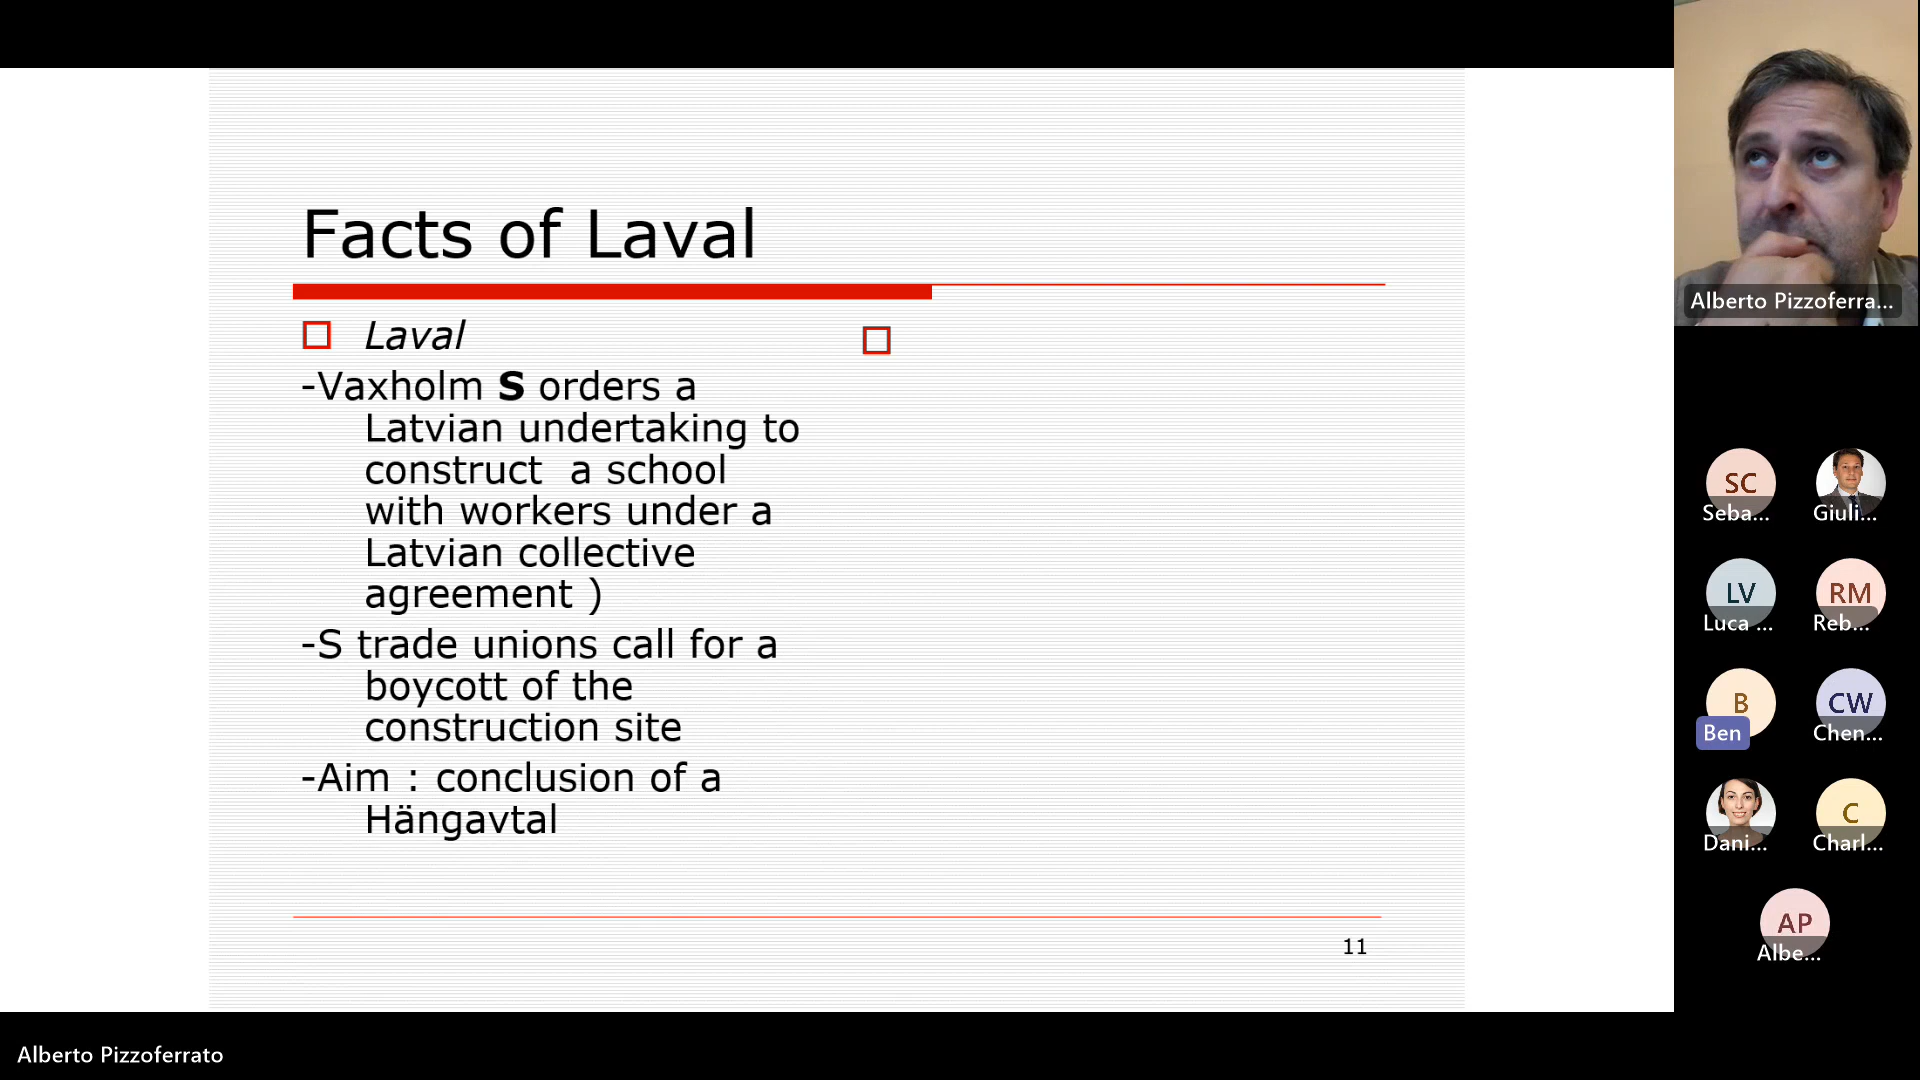 Facts of Laval
Laval
-Vaxholm S orders a
Latvian undertaking to
construct a school
with workers under a
Latvian collective
agreement )
-S trade unions call for a
boycott of the
construction site
-Aim : conclusion of a
Hängavtal
11
Alberto Pizzoferra...
SC
Seba...
Giuli...
LV
Luca ...
RM
Reb...
B
Ben
CW
Chen...
Dani...
C
Charl...
AP
Albe...
Alberto Pizzoferrato